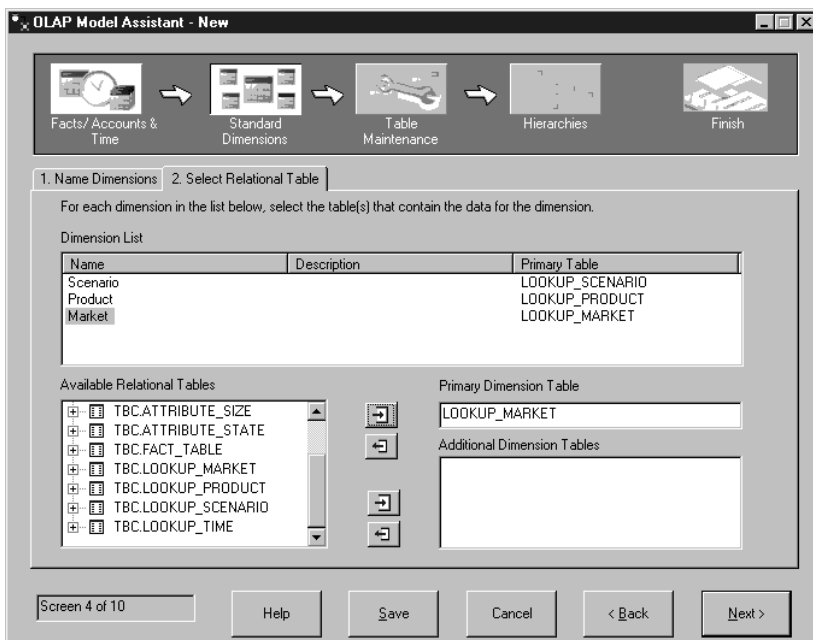 OLAP Model Assistant - New
Facts/ Accounts &
Time
Standard
Dimensions
Table
Maintenance
Hierarchies
Finish
1. Name Dimensions
2. Select Relational Table
For each dimension in the list below, select the table(s) that contain the data for the dimension.
Dimension List
Name Description Primary Table
Scenario LOOKUP_SCENARIO
Product LOOKUP_PRODUCT
Market LOOKUP_MARKET
Available Relational Tables
TBC.ATTRIBUTE_SIZE
TBC.ATTRIBUTE_STATE
TBC.FACT_TABLE
TBC.LOOKUP_MARKET
TBC.LOOKUP_PRODUCT
TBC.LOOKUP_SCENARIO
TBC.LOOKUP_TIME
Primary Dimension Table
LOOKUP_MARKET
Additional Dimension Tables
Screen 4 of 10
Help
Save
Cancel
< Back
Next >